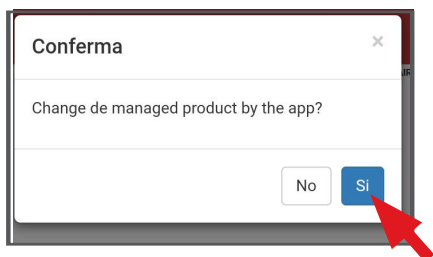 Conferma
×
Change de managed product by the app?
No
Si